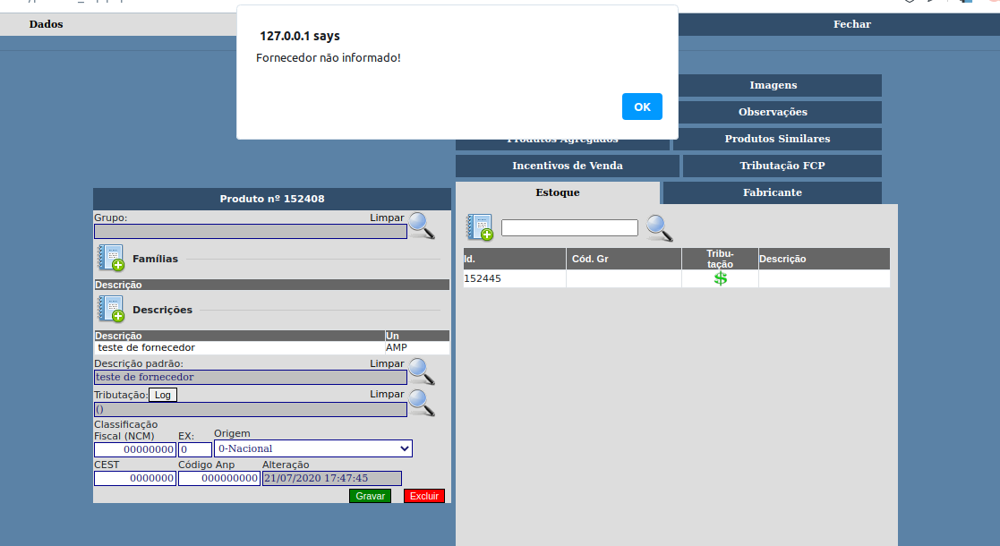 Dados
Fechar
127.0.0.1 says
Fornecedor não informado!
OK
Imagens
Observações
Produtos Agregados
Produtos Similares
Incentivos de Venda
Tributação FCP
Estoque
Fabricante
Produto nº 152408
Grupo:
Limpar
Famílias
Descrição
Descrições
Descrição Un
teste de fornecedor AMP
Descrição padrão:
Limpar
teste de fornecedor
Tributação: Log
Limpar
()
Classificação
Fiscal (NCM)
EX:
Origem
00000000
0
0-Nacional
CEST
Código Anp
Alteração
0000000
000000000
21/07/2020 17:47:45
Gravar
Excluir
Id.
Cód. Gr
Tribu-
tação
Descrição
152445